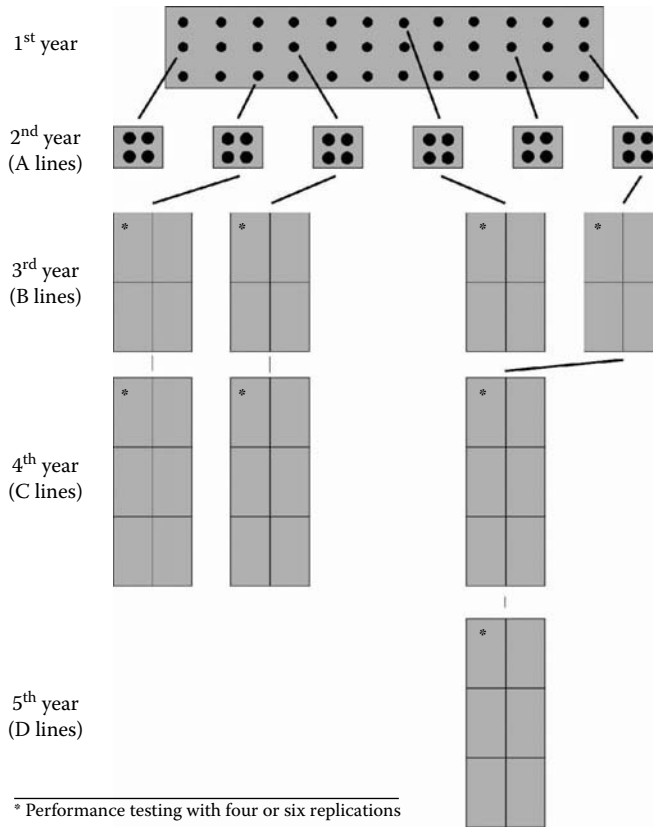 1st year
2nd year
(A lines)
*
*
*
*
3rd year
(B lines)
*
*
*
4th year
(C lines)
*
5th year
(D lines)
* Performance testing with four or six replications